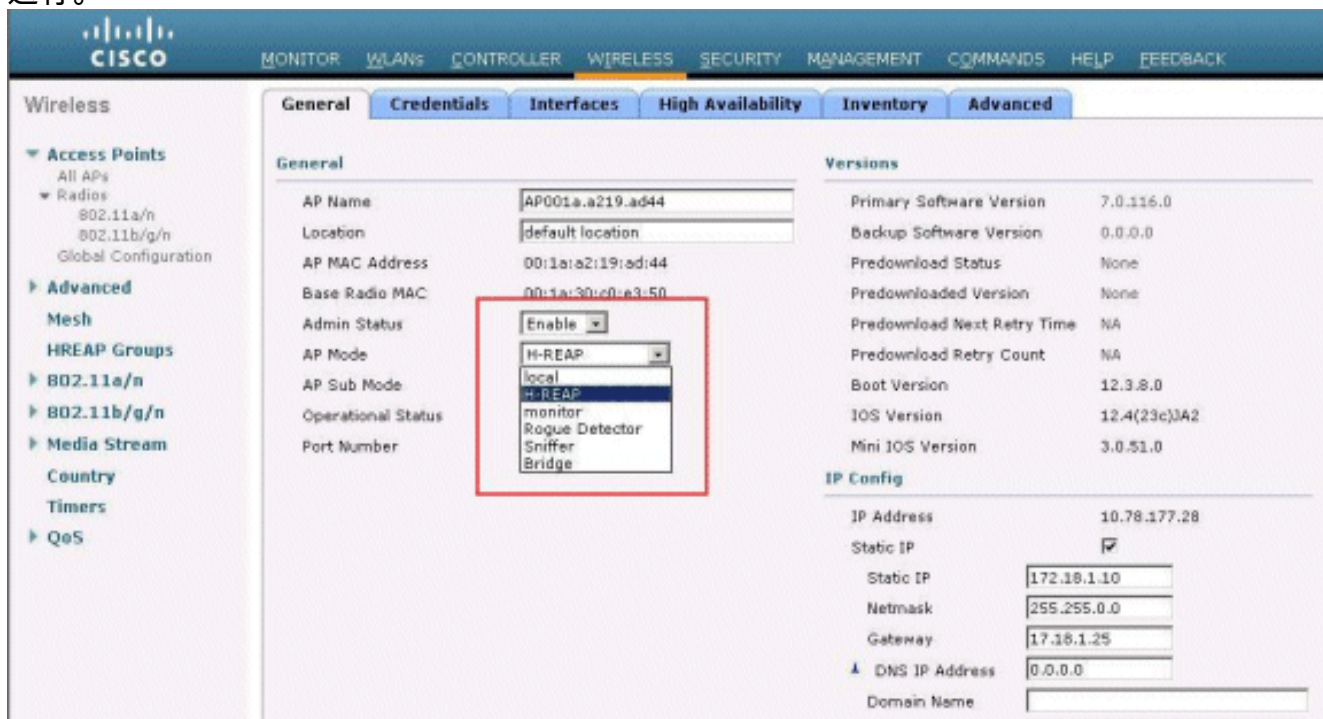 CISCO
MONITOR WLANs CONTROLLER WIRELESS SECURITY MANAGEMENT COMMANDS HELP FEEDBACK
Wireless
Access Points
All APs
Radios
802.11a/n
802.11b/g/n
Global Configuration
Advanced
Mesh
HREAP Groups
802.11a/n
802.11b/g/n
Media Stream
Country
Timers
QoS
General Credentials Interfaces High Availability Inventory Advanced
General
AP Name AP001a.a219.ad44
Location default location
AP MAC Address 00:1a:a2:19:ad:44
Base Radio MAC 00:1a:30:c0:e3:50
Admin Status Enable
AP Mode H-REAP
local
H-REAP
monitor
Rogue Detector
Sniffer
Bridge
AP Sub Mode
Operational Status
Port Number
Versions
Primary Software Version 7.0.116.0
Backup Software Version 0.0.0.0
Predownload Status None
Predownloaded Version None
Predownload Next Retry Time NA
Predownload Retry Count NA
Boot Version 12.3.8.0
IOS Version 12.4(23c)JA2
Mini IOS Version 3.0.51.0
IP Config
IP Address 10.78.177.28
Static IP
Static IP 172.18.1.10
Netmask 255.255.0.0
Gateway 17.18.1.25
DNS IP Address 0.0.0.0
Domain Name